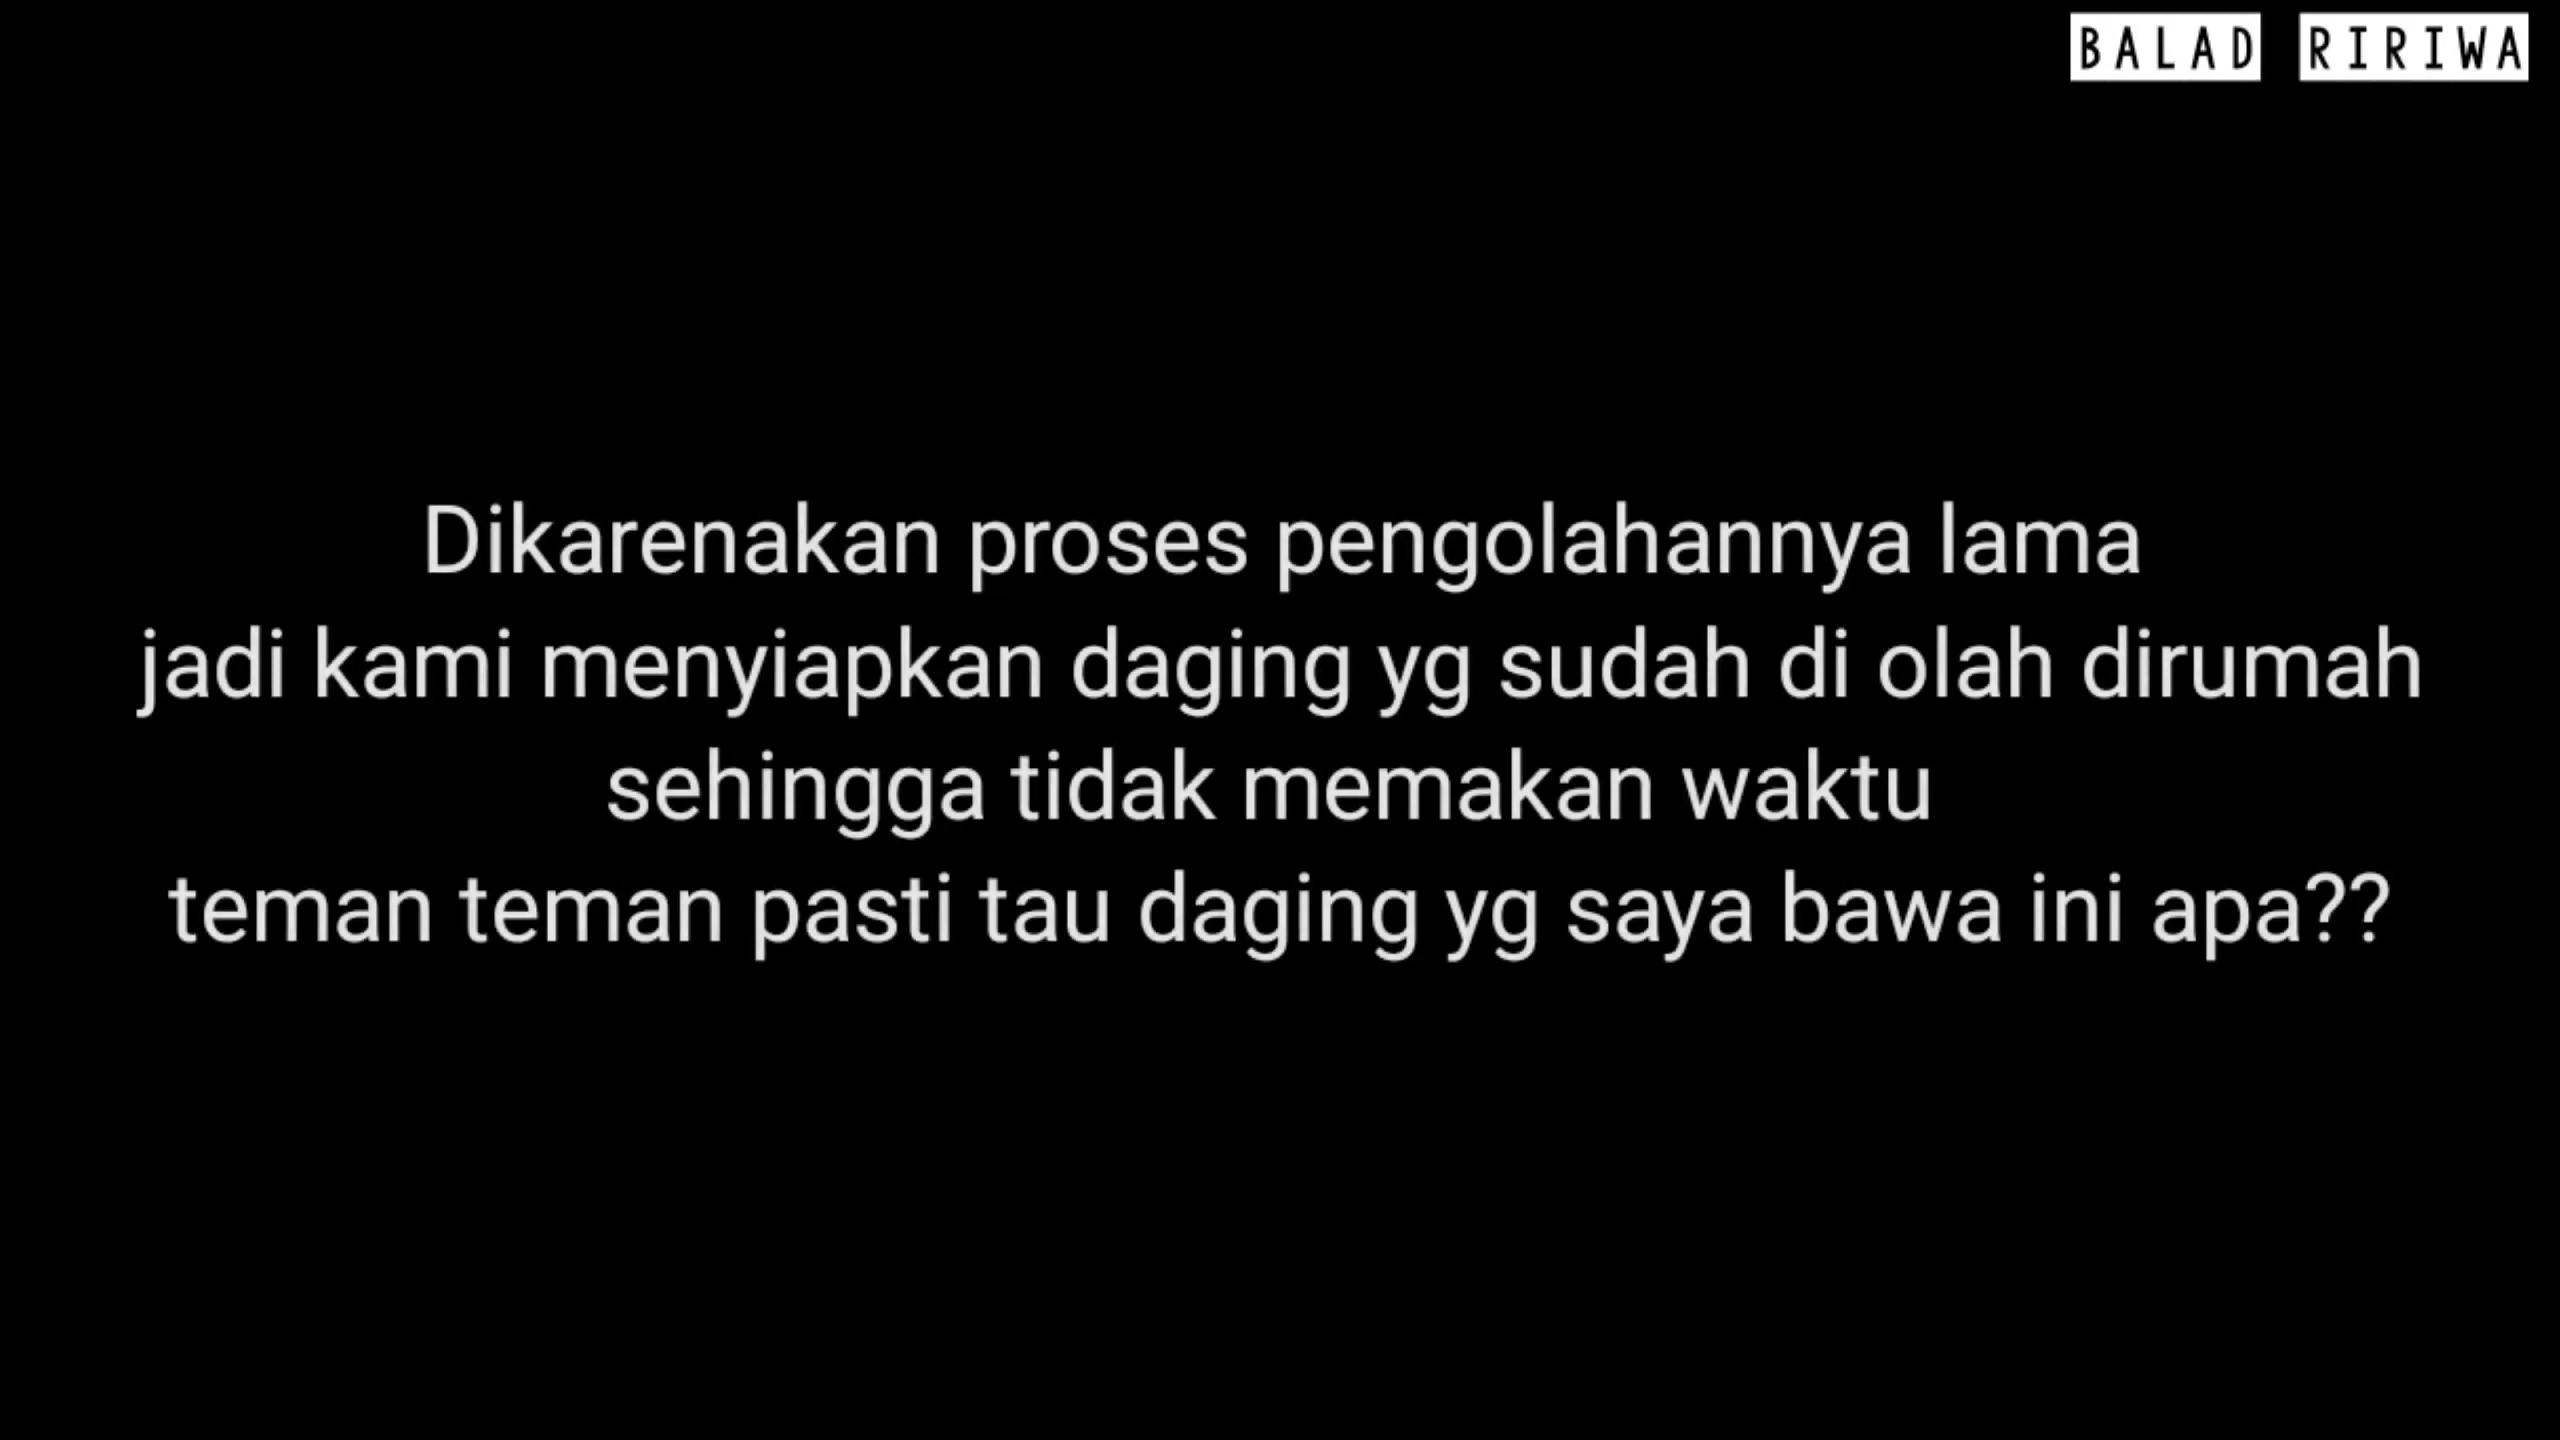 BALAD RIRIWA
Dikarenakan proses pengolahannya lama
jadi kami menyiapkan daging yg sudah di olah dirumah
sehingga tidak memakan waktu
teman teman pasti tau daging yg saya bawa ini apa??